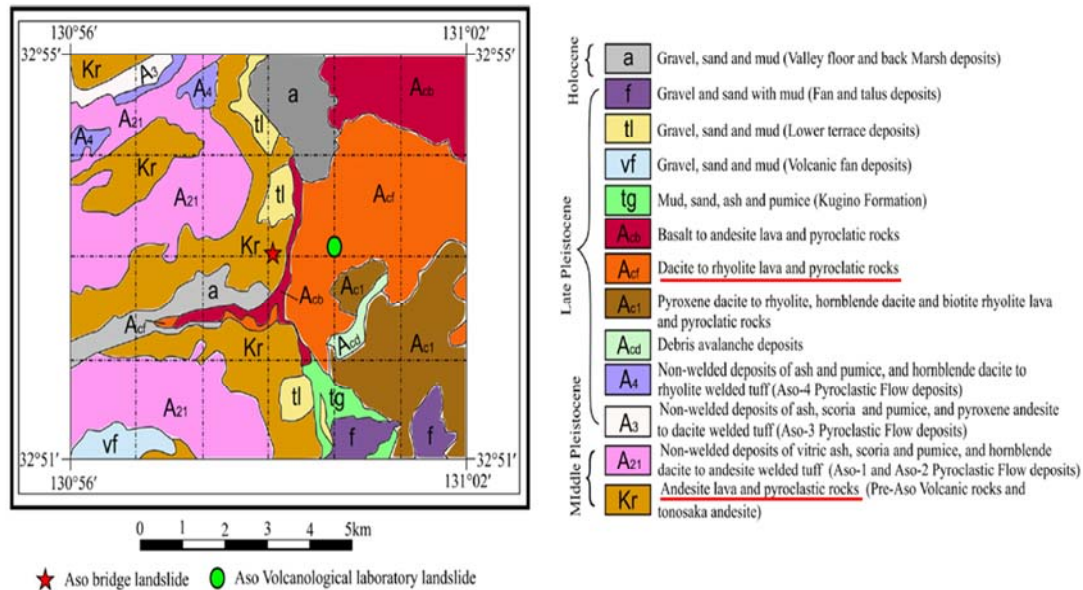 130°56′
131°02′
32°55′
32°55′
Kr
A3
A4
a
Acb
A21
tl
A4
Kr
A21
tl
Acf
Kr
a
Ac1
Acb
Acf
Acd
Ac1
Kr
A21
tl
tg
f
f
vf
32°51′
32°51′
130°56′
131°02′
0 1 2 3 4 5km
Aso bridge landslide
Aso Volcanological laboratory landslide
Holocene
Late Pleistocene
MIddle Pleistocene
a Gravel, sand and mud (Valley floor and back Marsh deposits)
f Gravel and sand with mud (Fan and talus deposits)
tl Gravel, sand and mud (Lower terrace deposits)
vf Gravel, sand and mud (Volcanic fan deposits)
tg Mud, sand, ash and pumice (Kugino Formation)
Acb Basalt to andesite lava and pyroclatic rocks
Acf Dacite to rhyolite lava and pyroclatic rocks
Ac1 Pyroxene dacite to rhyolite, hornblende dacite and biotite rhyolite lava
and pyroclatic rocks
Acd Debris avalanche deposits
A4 Non-welded deposits of ash and pumice, and hornblende dacite to
rhyolite welded tuff (Aso-4 Pyroclastic Flow deposits)
A3 Non-welded deposits of ash, scoria and pumice, and pyroxene andesite
to dacite welded tuff (Aso-3 Pyroclastic Flow deposits)
A21 Non-welded deposits of vitric ash, scoria and pumice, and hornblende
dacite to andesite welded tuff (Aso-1 and Aso-2 Pyroclastic Flow deposits)
Kr Andesite lava and pyroclastic rocks (Pre-Aso Volcanic rocks and
tonosaka andesite)